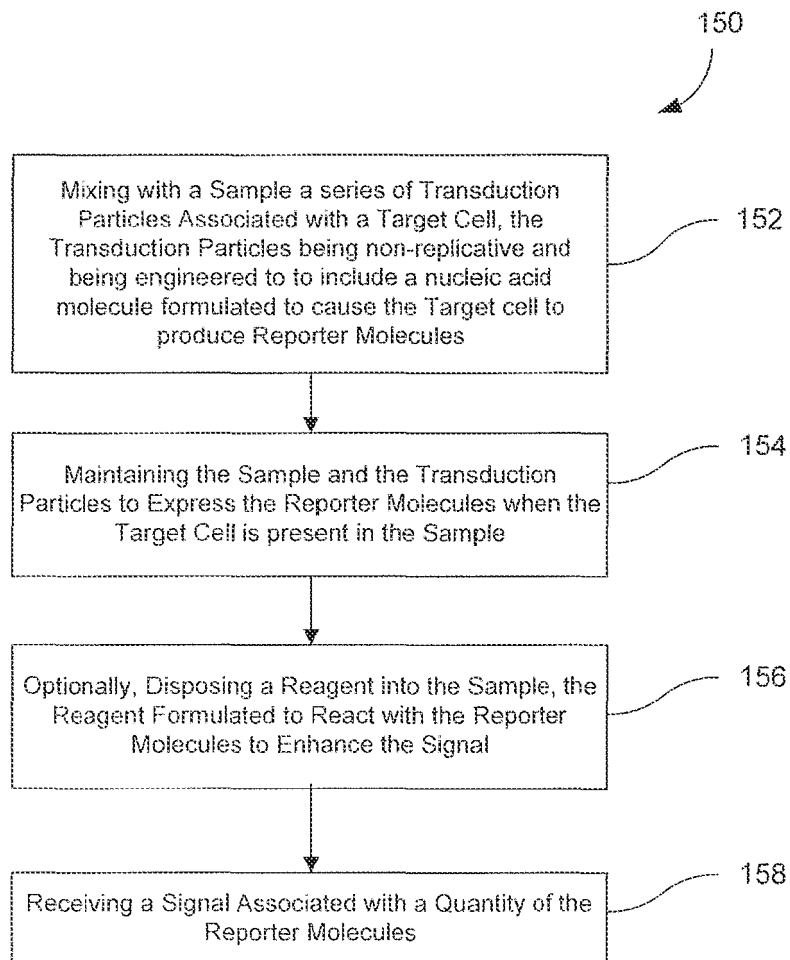 150
Mixing with a Sample a series of Transduction
Particles Associated with a Target Cell, the
Transduction Particles being non-replicative and
being engineered to to include a nucleic acid
molecule formulated to cause the Target cell to
produce Reporter Molecules
152
Maintaining the Sample and the Transduction
Particles to Express the Reporter Molecules when the
Target Cell is present in the Sample
154
Optionally, Disposing a Reagent into the Sample, the
Reagent Formulated to React with the Reporter
Molecules to Enhance the Signal
156
Receiving a Signal Associated with a Quantity of the
Reporter Molecules
158